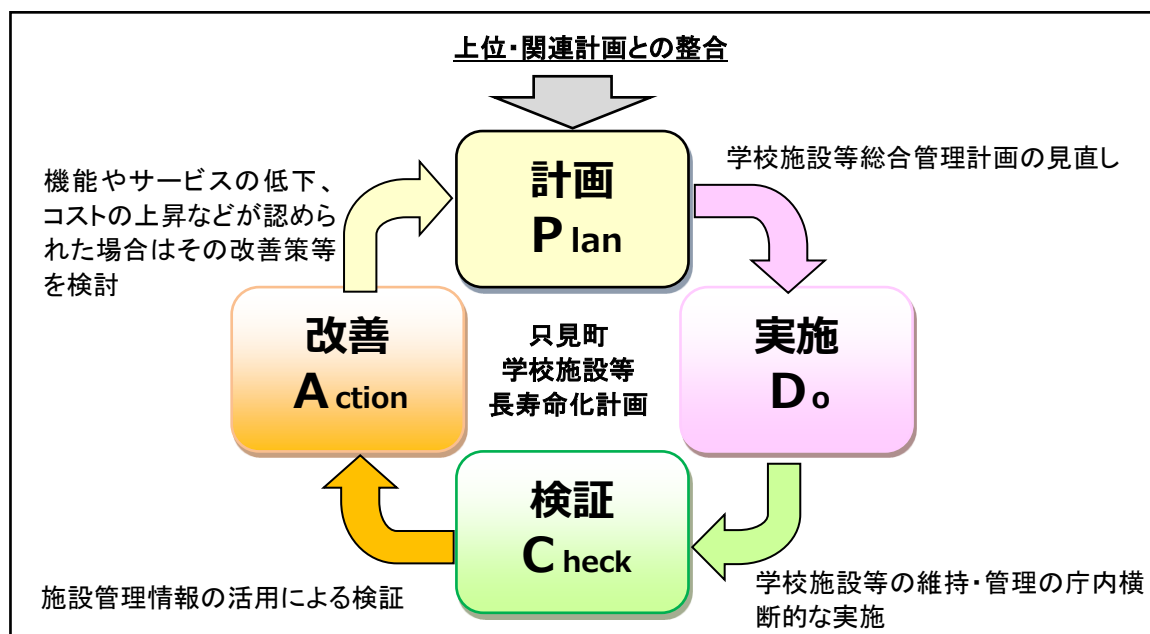 上位・関連計画との整合
計画
Plan
学校施設等総合管理計画の見直し
機能やサービスの低下、
コストの上昇などが認めら
れた場合はその改善策等
を検討
改善
Action
只見町
学校施設等
長寿命化計画
実施
Do
検証
Check
施設管理情報の活用による検証
学校施設等の維持・管理の庁内横
断的な実施